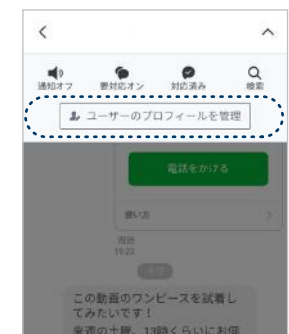 通知オフ 要対応オン 対応済み 検索
ユーザーのプロフィールを管理
電話をかける
使い方
既読
19:23
今日
この動画のワンピースを試着し
てみたいです！
来週の土曜、13時くらいにお伺